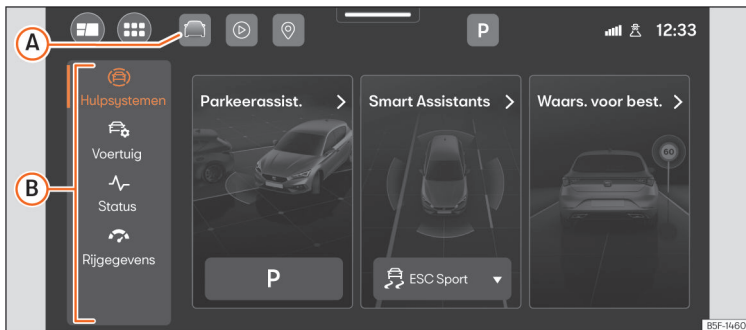 A
P
12:33
B
Hulpsystemen
Voertuig
Status
Rijgegevens
Parkeerassist.
P
Smart Assistants
ESC Sport
Waars. voor best.
60
B5F-1460